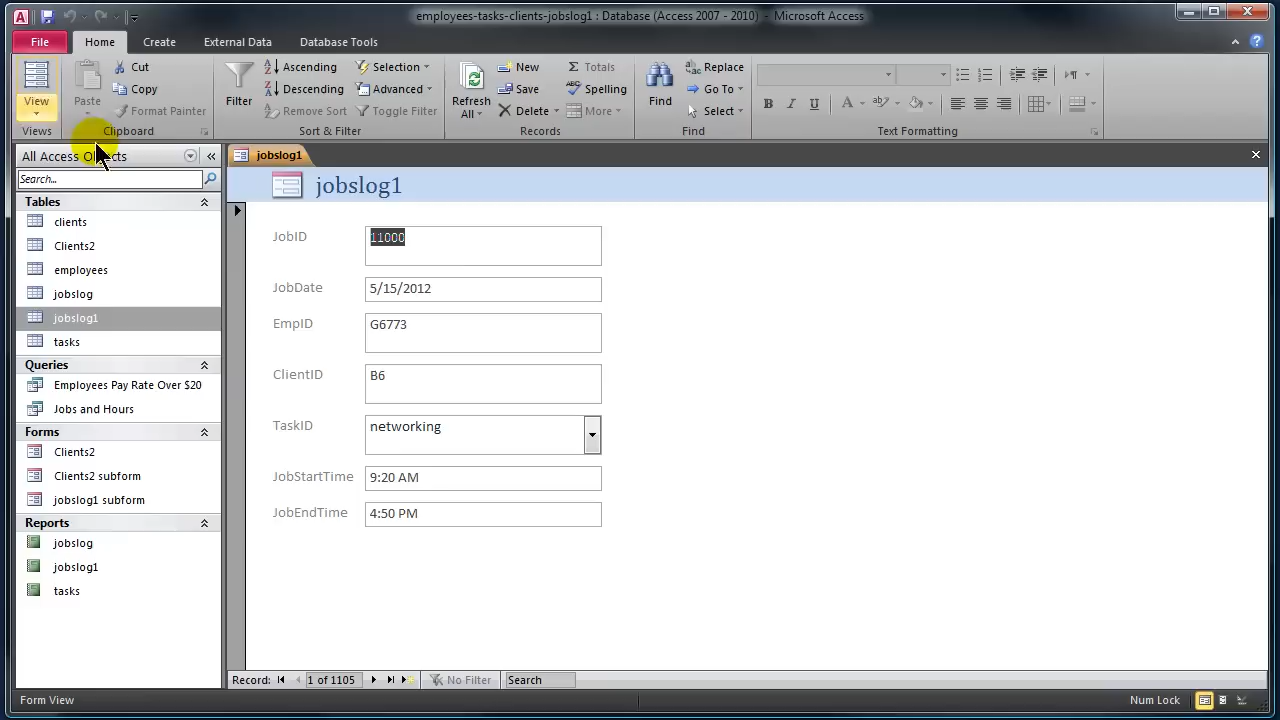 employees-tasks-clients-jobslog1 : Database (Access 2007 - 2010) - Microsoft Access
File Home Create External Data Database Tools
View
Views
Paste
Cut
Copy
Format Painter
Clipboard
Filter
Ascending
Descending
Remove Sort
Selection
Advanced
Toggle Filter
Sort & Filter
Refresh
All
New
Save
Delete
Totals
Spelling
More
Records
Find
Replace
Go To
Select
Find
B I U
Text Formatting
All Access Objects
Search...
Tables
clients
Clients2
employees
jobslog
jobslog1
tasks
Queries
Employees Pay Rate Over $20
Jobs and Hours
Forms
Clients2
Clients2 subform
jobslog1 subform
Reports
jobslog
jobslog1
tasks
jobslog1
jobslog1
JobID 11000
JobDate 5/15/2012
EmpID G6773
ClientID B6
TaskID networking
JobStartTime 9:20 AM
JobEndTime 4:50 PM
Record: 1 of 1105 No Filter Search
Form View Num Lock